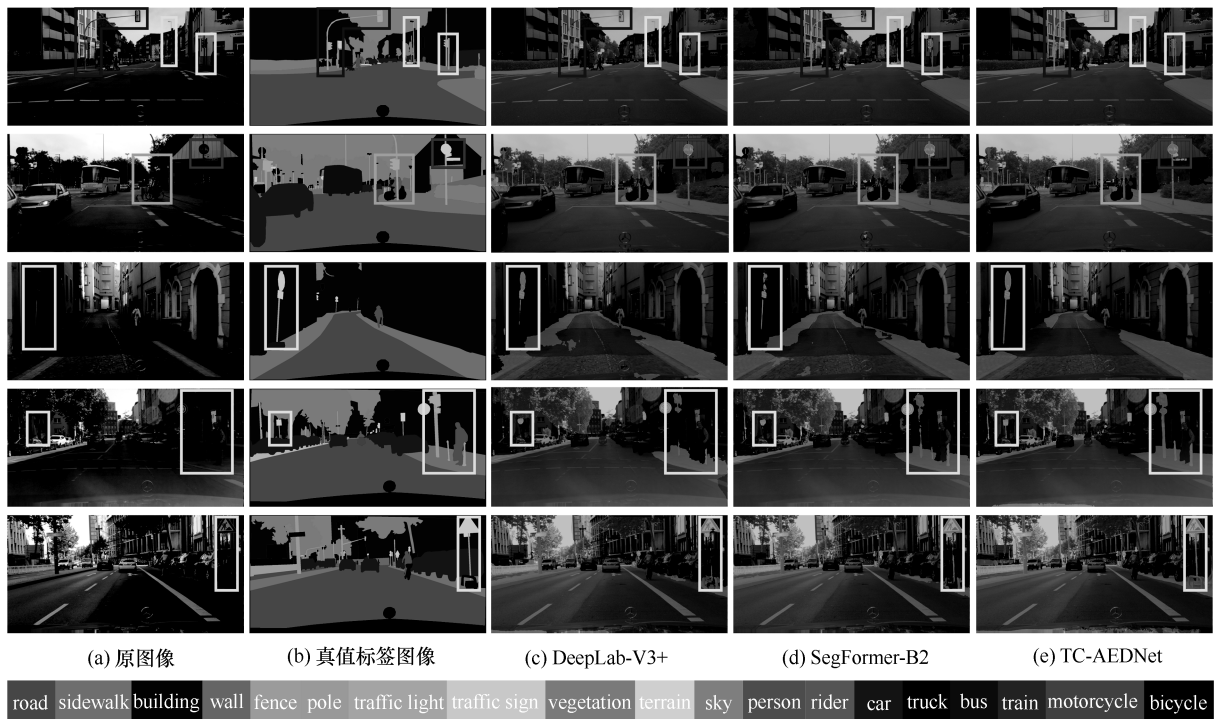 (a) 原图像 (b) 真值标签图像 (c) DeepLab-V3+ (d) SegFormer-B2 (e) TC-AEDNet
road sidewalk building wall fence pole traffic light traffic sign vegetation terrain sky person rider car truck bus train motorcycle bicycle